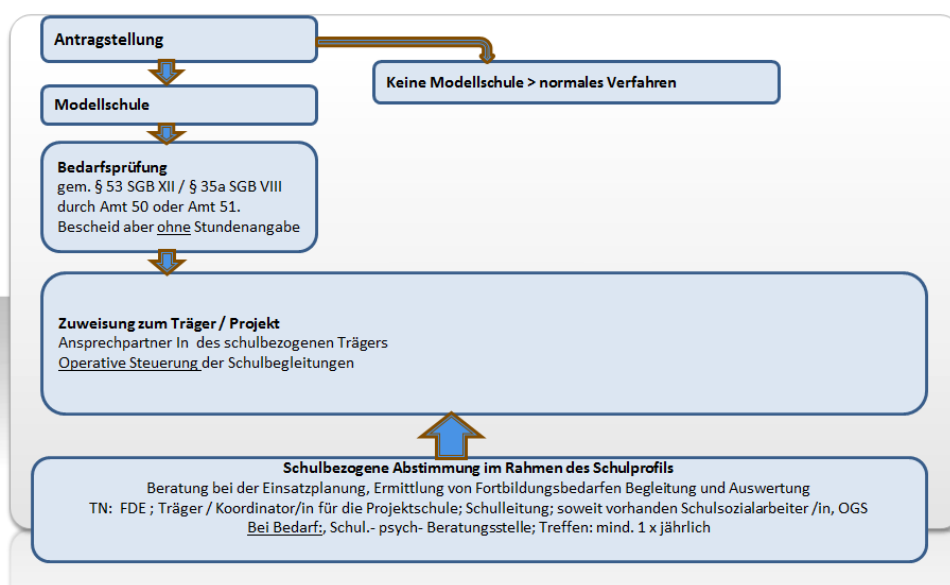 Antragstellung
Keine Modellschule > normales Verfahren
Modellschule
Bedarfsprüfung
gem. § 53 SGB XII / § 35a SGB VIII
durch Amt 50 oder Amt 51.
Bescheid aber ohne Stundenangabe
Zuweisung zum Träger / Projekt
Ansprechpartner In des schulbezogenen Trägers
Operative Steuerung der Schulbegleitungen
Schulbezogene Abstimmung im Rahmen des Schulprofils
Beratung bei der Einsatzplanung, Ermittlung von Fortbildungsbedarfen Begleitung und Auswertung
TN: FDE ; Träger / Koordinator/in für die Projektschule; Schulleitung; soweit vorhanden Schulsozialarbeiter /in, OGS
Bei Bedarf:, Schul.- psych- Beratungsstelle; Treffen: mind. 1 x jährlich